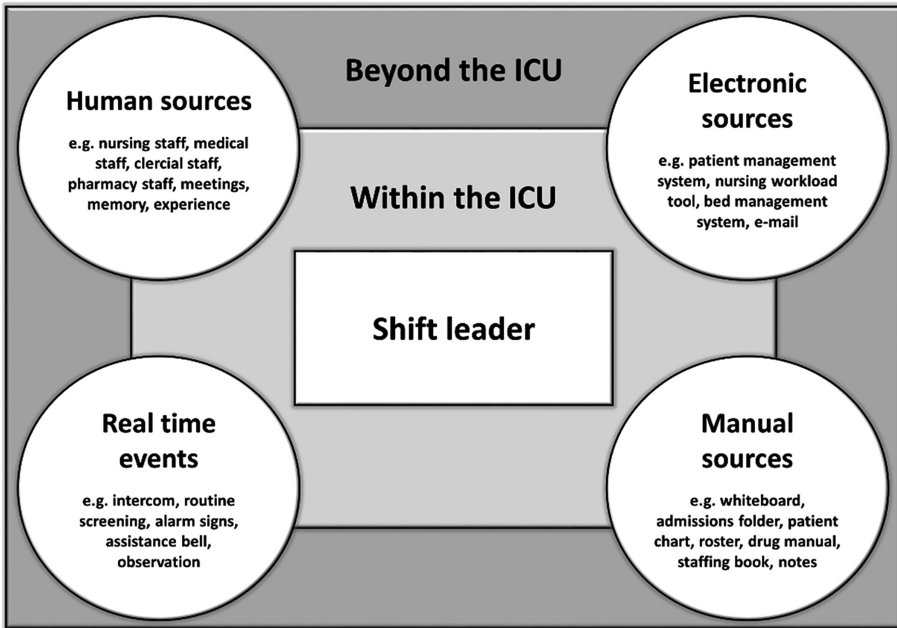 Beyond the ICU
Human sources
e.g. nursing staff, medical
staff, clercial staff,
pharmacy staff, meetings,
memory, experience
Electronic
sources
e.g. patient management
system, nursing workload
tool, bed management
system, e-mail
Within the ICU
Shift leader
Real time
events
e.g. intercom, routine
screening, alarm signs,
assistance bell,
observation
Manual
sources
e.g. whiteboard,
admissions folder, patient
chart, roster, drug manual,
staffing book, notes